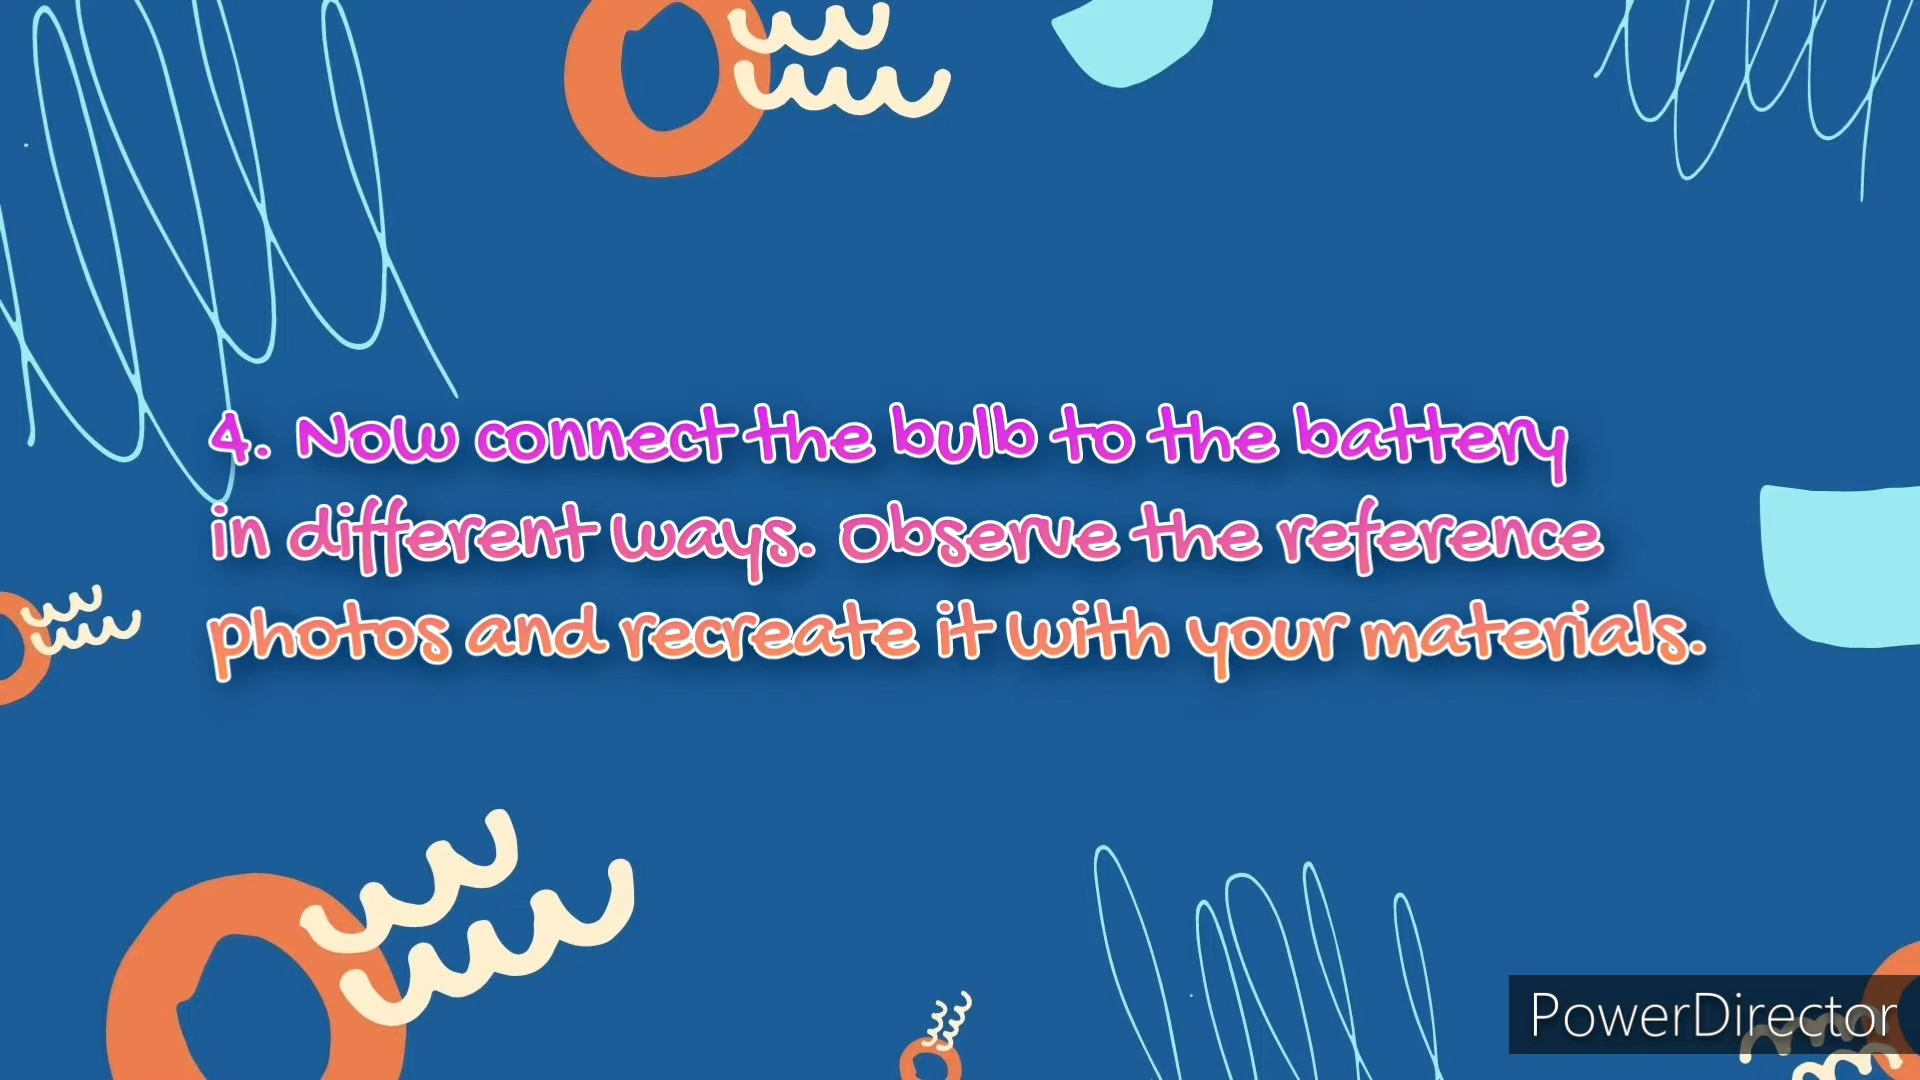 4. Now connect the bulb to the battery
in different ways. Observe the reference
photos and recreate it with your materials.
PowerDirector